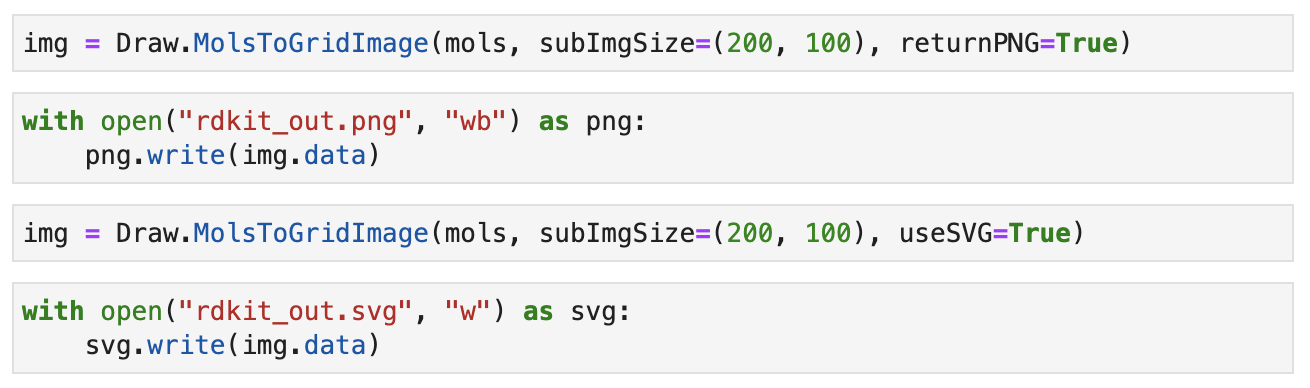 img = Draw.MolsToGridImage(mols, subImgSize=(200, 100), returnPNG=True)
with open("rdkit_out.png", "wb") as png:
    png.write(img.data)
img = Draw.MolsToGridImage(mols, subImgSize=(200, 100), useSVG=True)
with open("rdkit_out.svg", "w") as svg:
    svg.write(img.data)